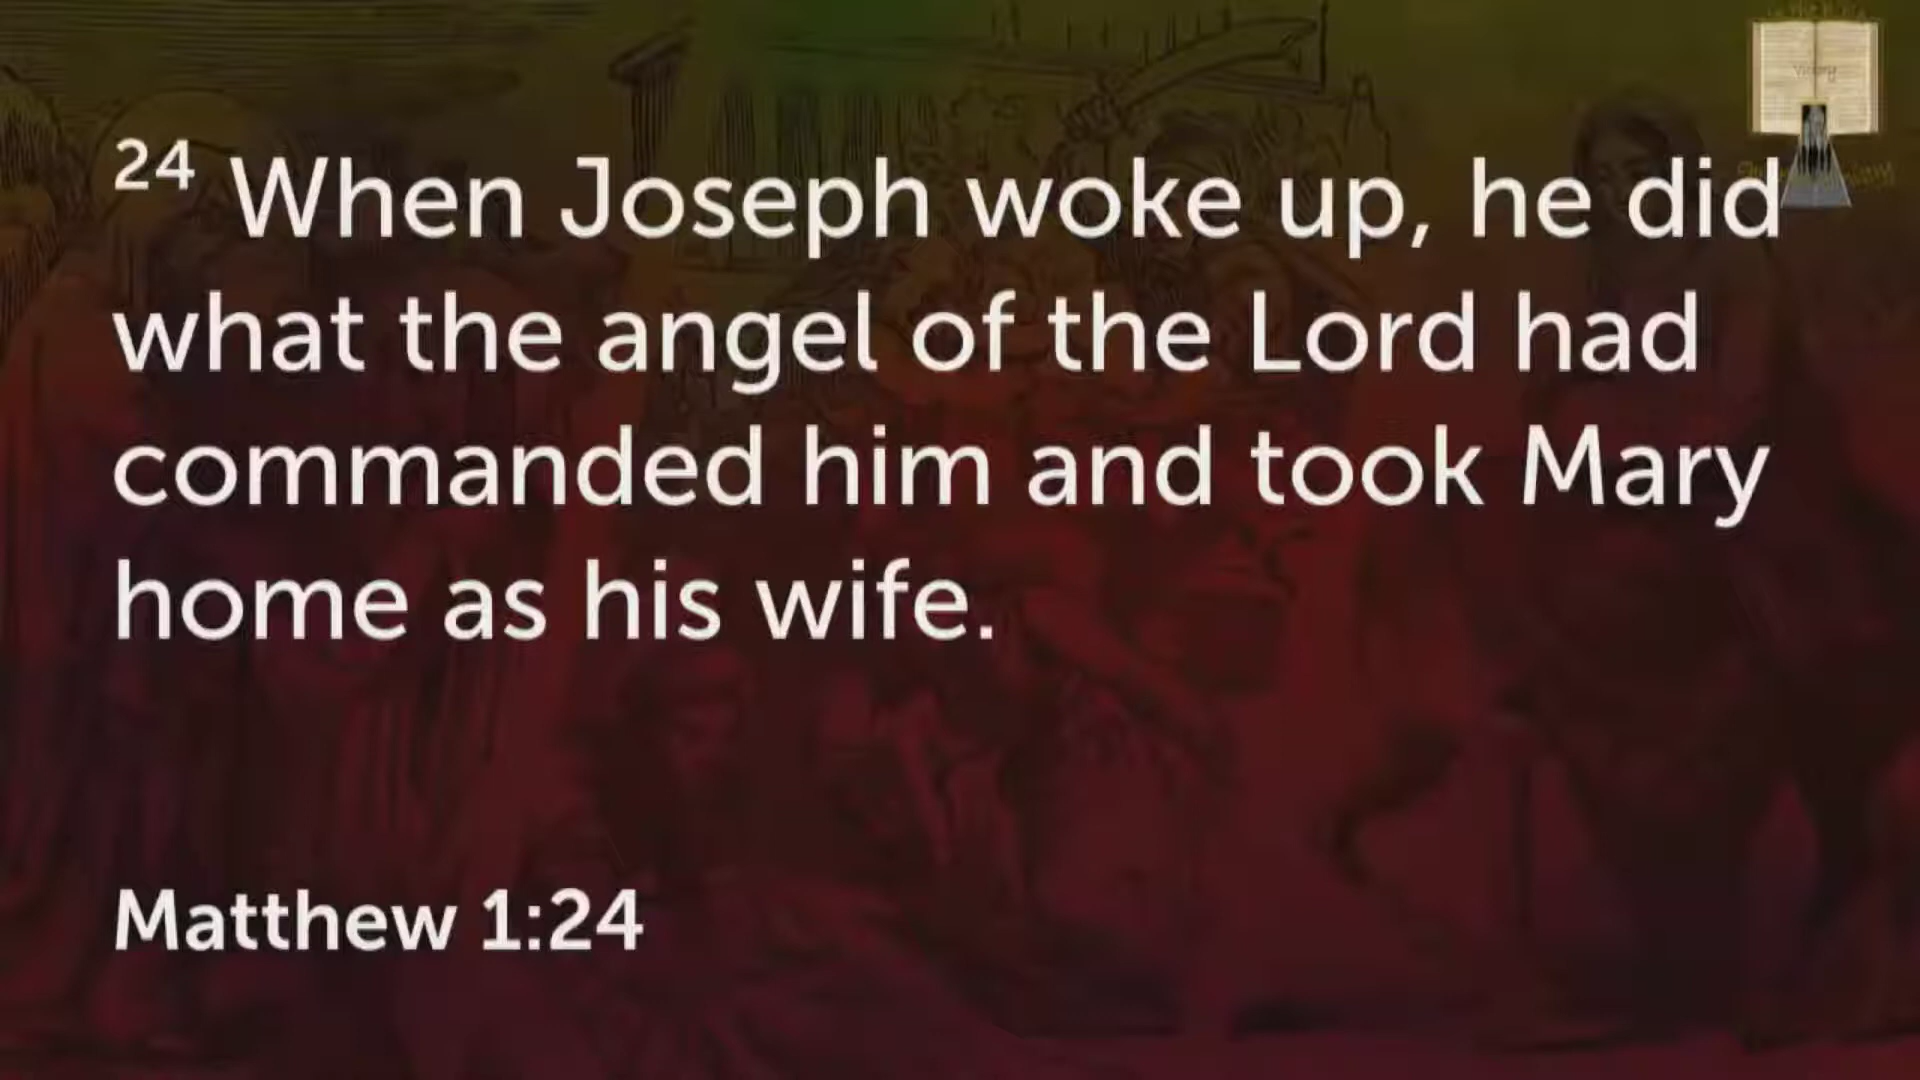 24 When Joseph woke up, he did
what the angel of the Lord had
commanded him and took Mary
home as his wife.
Matthew 1:24